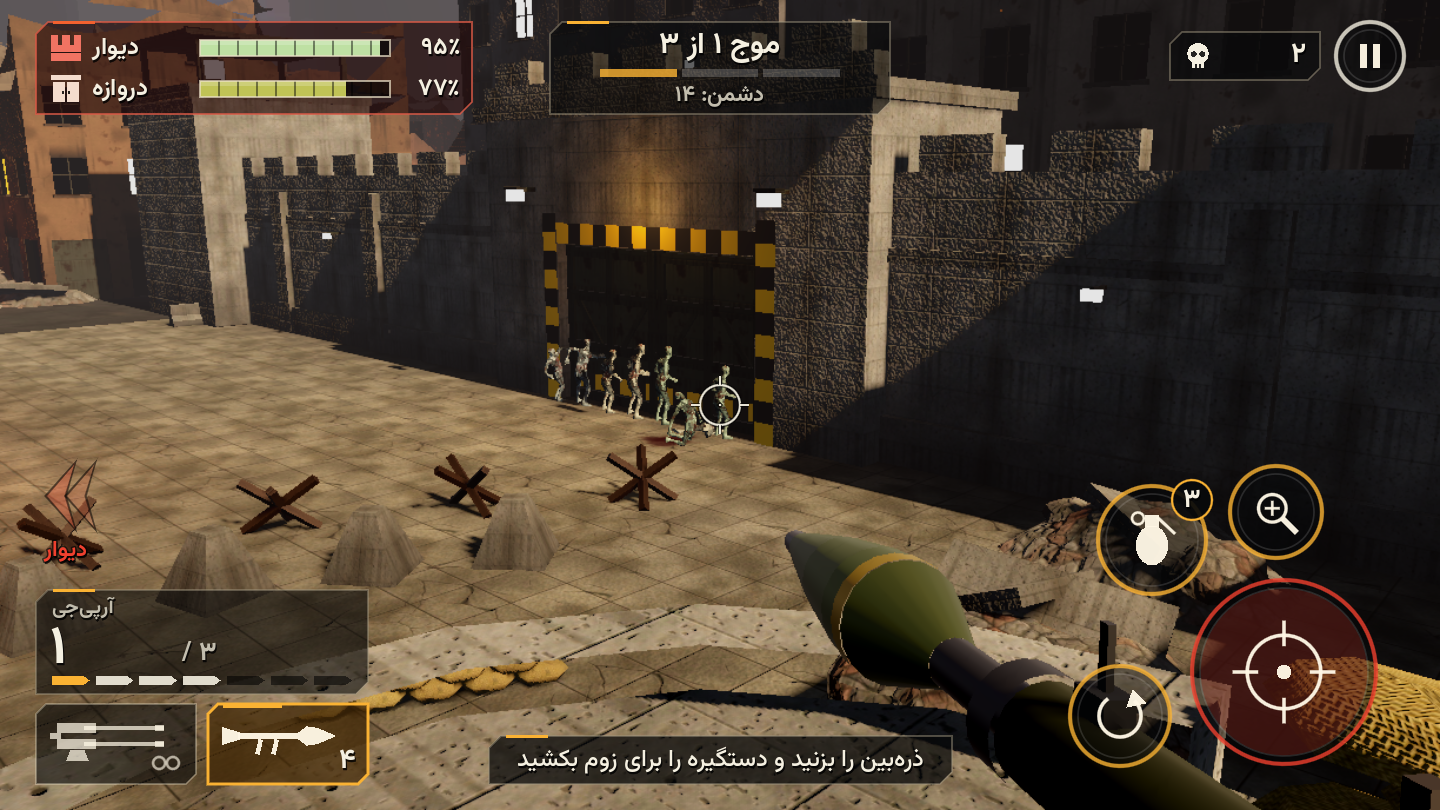 دیوار ۹۵٪
دروازه ۷۷٪
موج ۱ از ۳
دشمن: ۱۴
۲
۳
دیوار
آرپی‌جی
۱ / ۳
∞
۴
ذره‌بین را بزنید و دستگیره را برای زوم بکشید